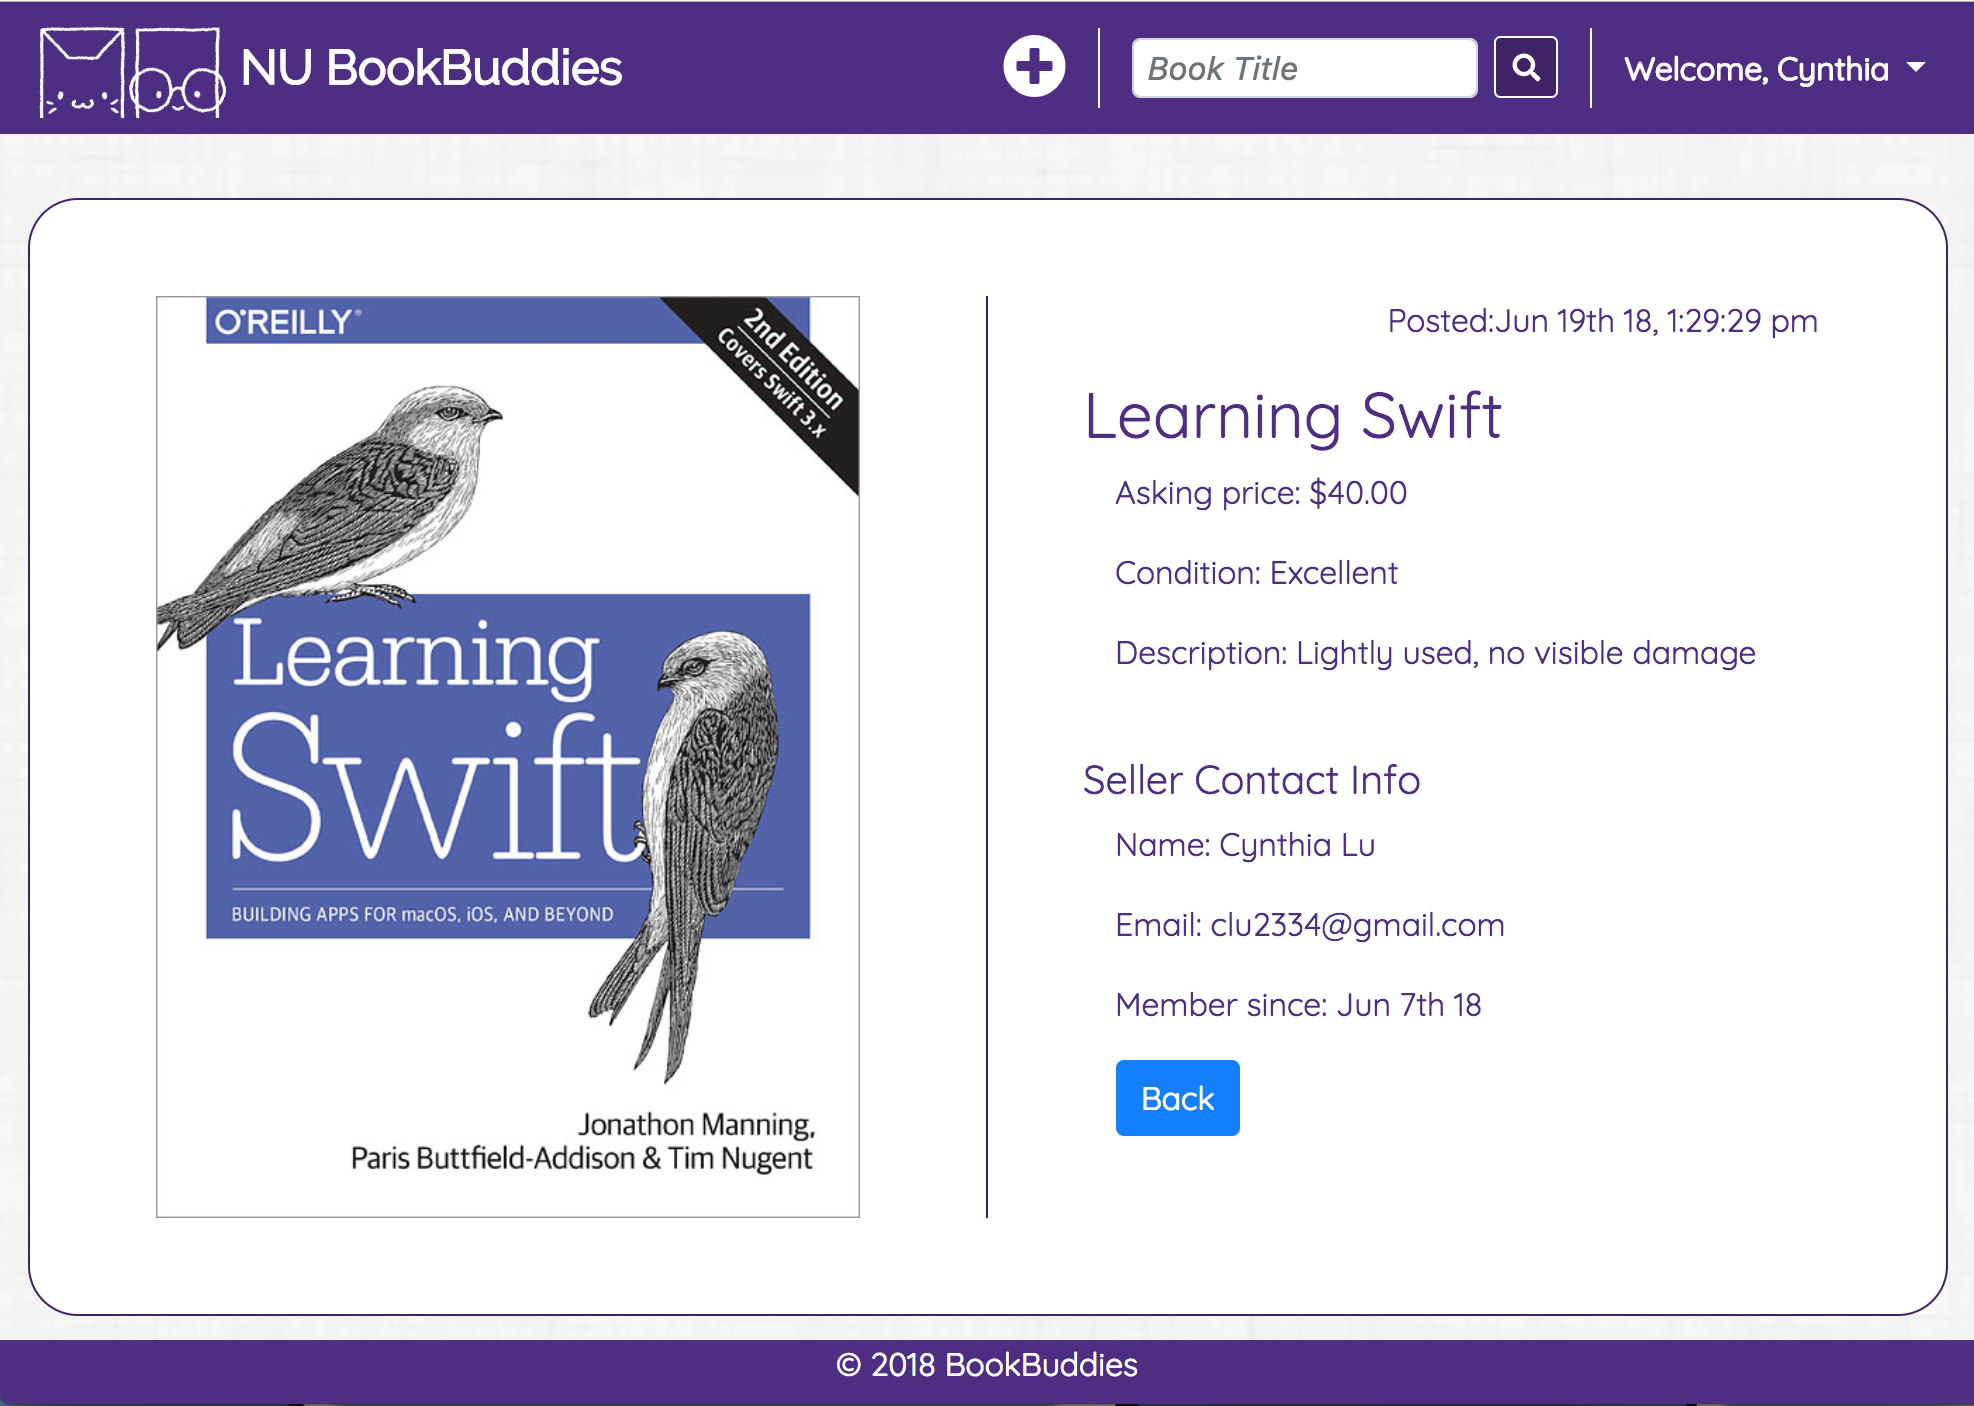 NU BookBuddies
Book Title
Welcome, Cynthia
O'REILLY®
2nd Edition
Covers Swift 3.x
Learning
Swift
BUILDING APPS FOR macOS, iOS, AND BEYOND
Jonathon Manning,
Paris Buttfield-Addison & Tim Nugent
Posted:Jun 19th 18, 1:29:29 pm
Learning Swift
Asking price: $40.00
Condition: Excellent
Description: Lightly used, no visible damage
Seller Contact Info
Name: Cynthia Lu
Email: clu2334@gmail.com
Member since: Jun 7th 18
Back
© 2018 BookBuddies